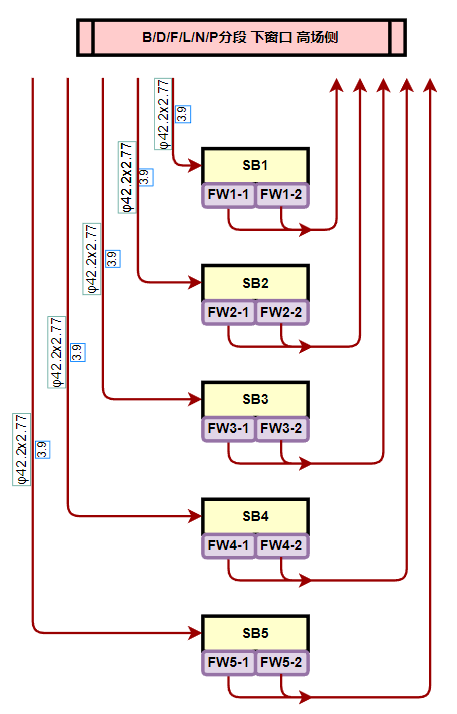 B/D/F/L/N/P分段 下窗口 高场侧
φ42.2x2.77
3.9
SB1
FW1-1 FW1-2
φ42.2x2.77
3.9
SB2
FW2-1 FW2-2
φ42.2x2.77
3.9
SB3
FW3-1 FW3-2
φ42.2x2.77
3.9
SB4
FW4-1 FW4-2
φ42.2x2.77
3.9
SB5
FW5-1 FW5-2